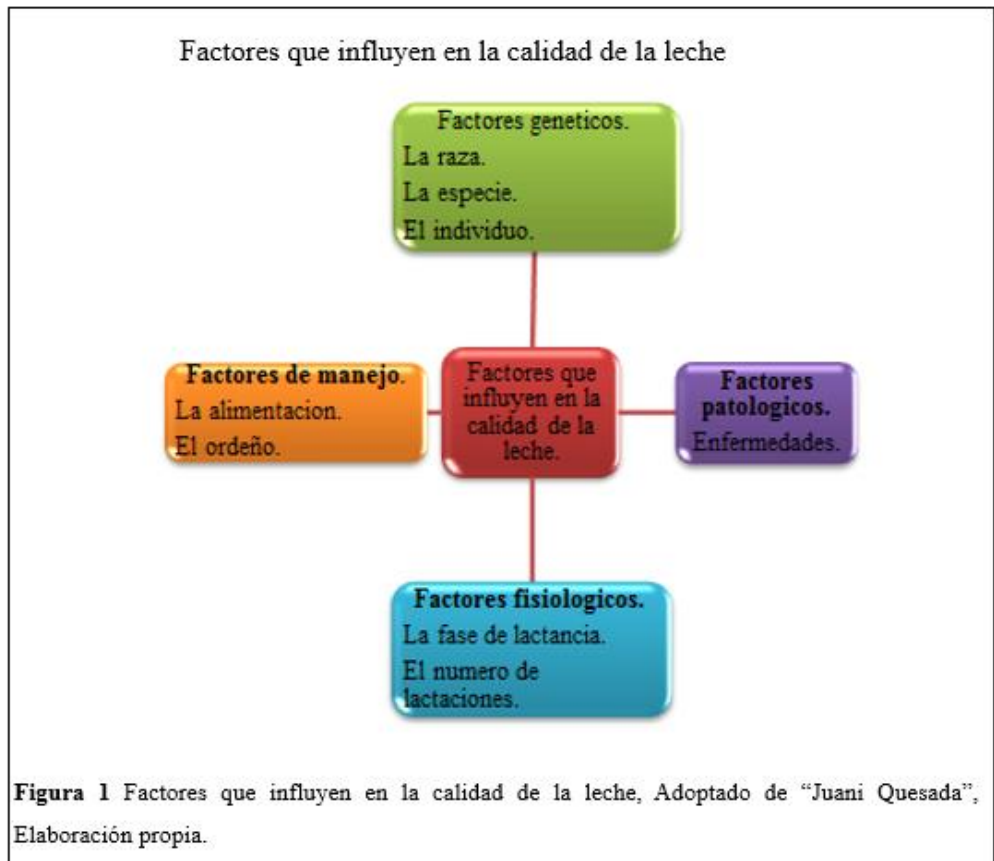 Factores que influyen en la calidad de la leche
Factores geneticos.
La raza.
La especie.
El individuo.
Factores de manejo.
La alimentacion.
El ordeño.
Factores que
influyen en la
calidad de la
leche.
Factores
patologicos.
Enfermedades.
Factores fisiologicos.
La fase de lactancia.
El numero de
lactaciones.
Figura 1 Factores que influyen en la calidad de la leche, Adoptado de “Juani Quesada”,
Elaboración propia.